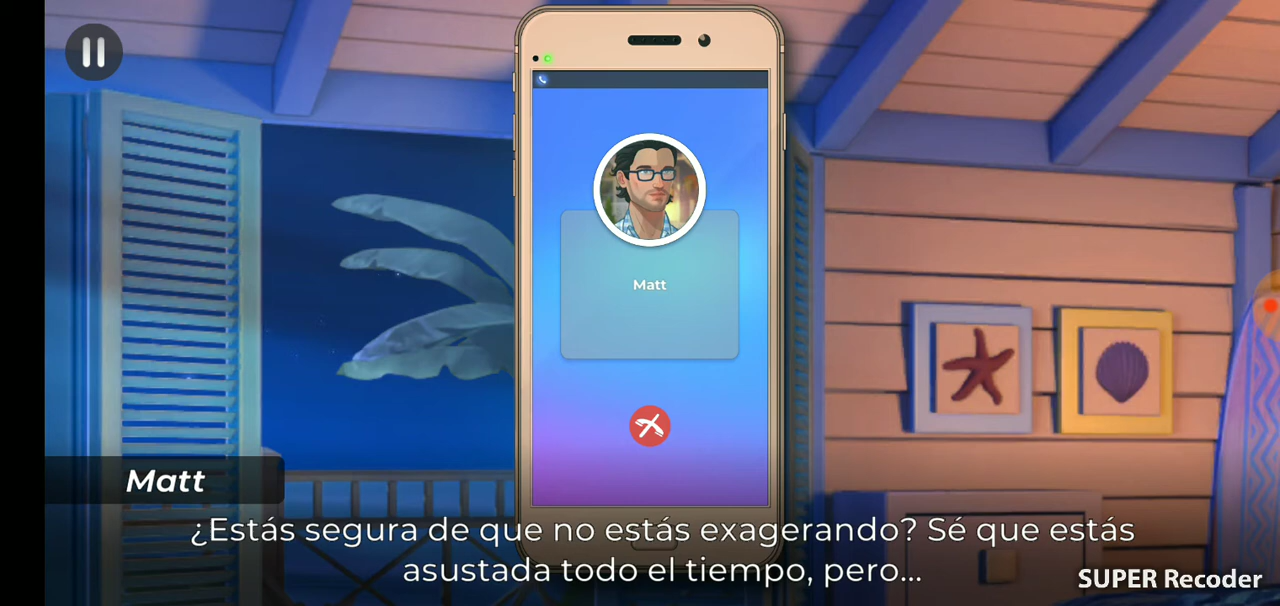 Matt
Matt
¿Estás segura de que no estás exagerando? Sé que estás
asustada todo el tiempo, pero...
SUPER Recoder